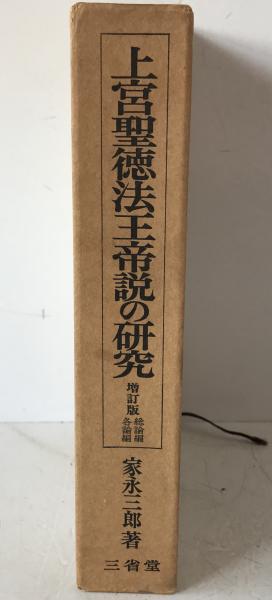 上宮聖徳法王帝説の研究
増訂版
総論編
各論編
家永三郎著
三省堂